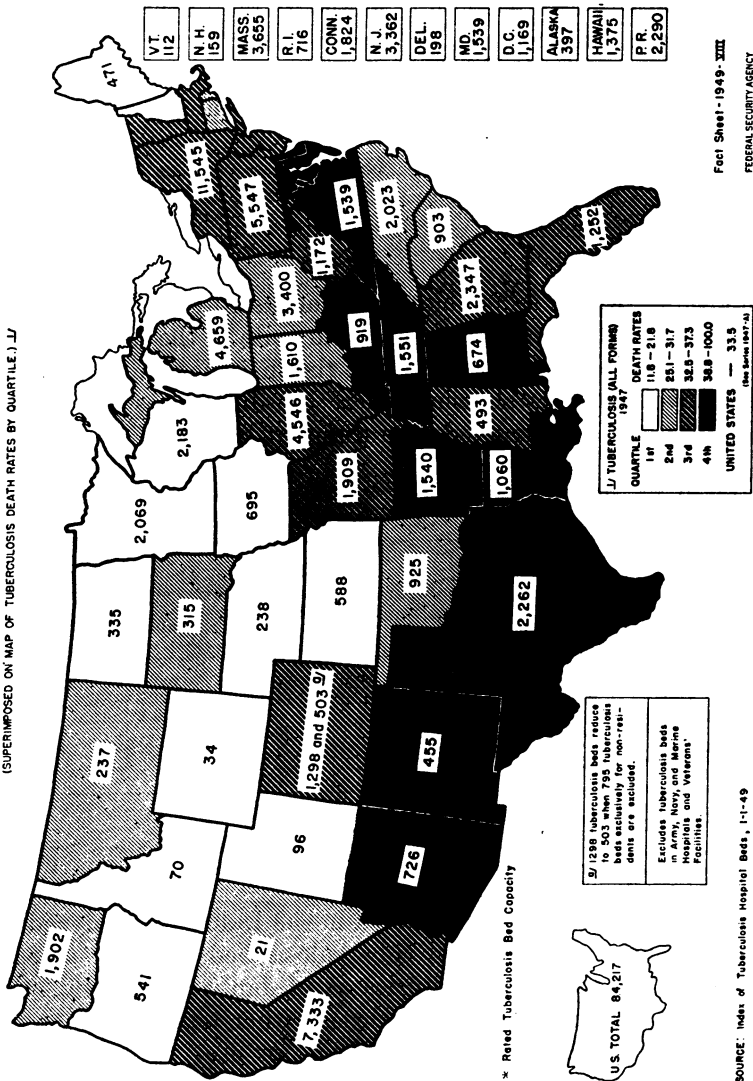 (SUPERIMPOSED ON MAP OF TUBERCULOSIS DEATH RATES BY QUARTILE.) 1/
VT.
112
N.H.
159
MASS.
3,655
R.I.
716
CONN.
1,824
N.J.
3,362
DEL.
198
MD.
1,539
D.C.
1,169
ALASKA
397
HAWAII,
1,375
P.R.
2,290
1,902
541
7,333
21
70
237
34
96
726
1,298 and 503 2/
455
335
315
238
588
925
2,262
2,069
695
1,909
1,540
1,060
2,183
4,546
493
4,659
1,610
3,400
919
1,551
674
2,347
1,252
903
2,023
1,539
1,172
5,547
11,545
471
* Rated Tuberculosis Bed Capacity
U.S. TOTAL 84,217
2/ 1298 tuberculosis beds reduce
to 503 when 795 tuberculosis
beds exclusively for non-resi-
dents are excluded.
Excludes tuberculosis beds
in Army, Navy, and Marine
Hospitals and Veterans'
Facilities.
1/ TUBERCULOSIS (ALL FORMS)
1947
QUARTILE DEATH RATES
1st 11.8 – 21.8
2nd 25.1 – 31.7
3rd 32.5 – 37.3
4th 38.8 – 100.0
UNITED STATES — 33.5
(See Series 1947-A)
SOURCE: Index of Tuberculosis Hospital Beds, 1-1-49
Fact Sheet - 1949 - VIII
FEDERAL SECURITY AGENCY